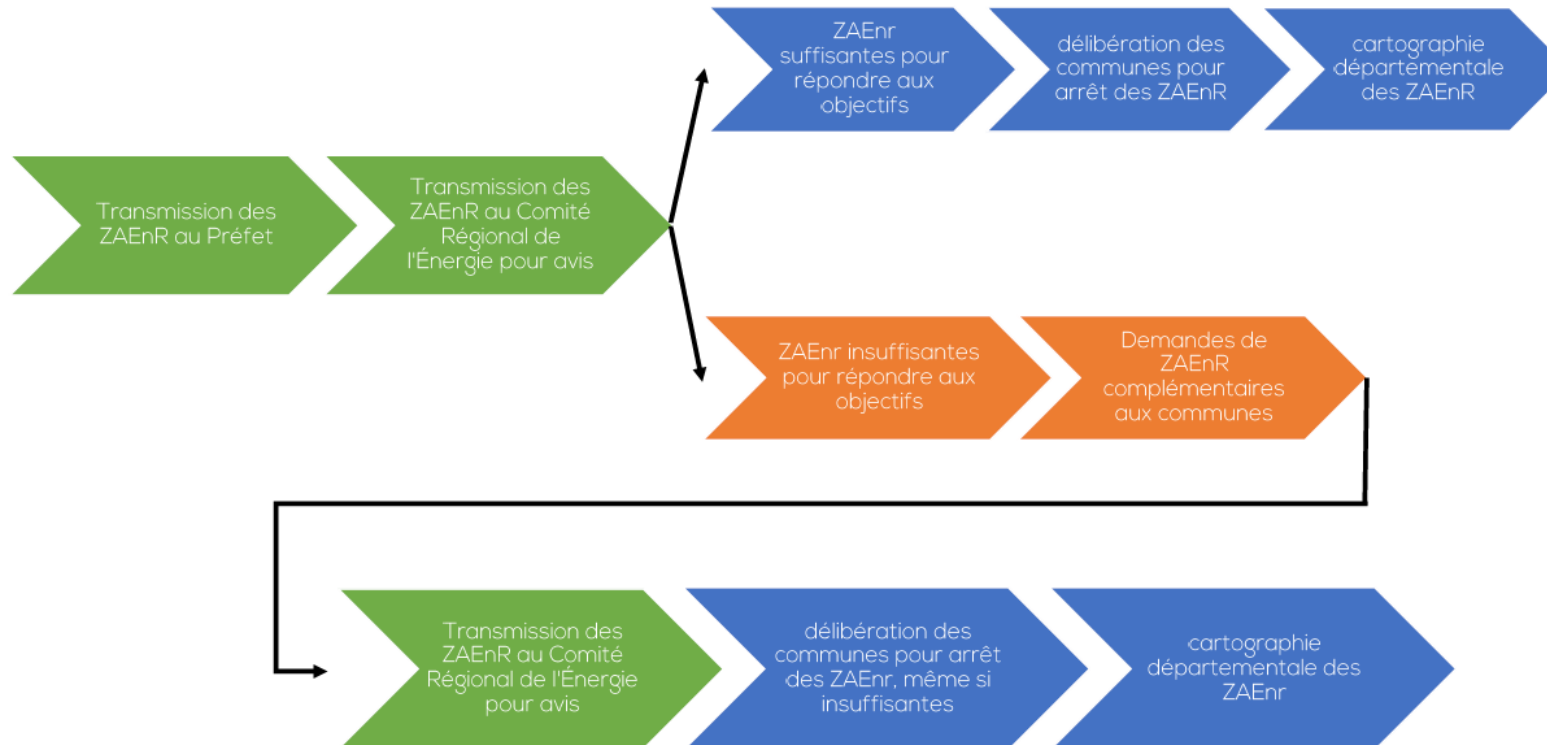 Transmission des
ZAEnR au Préfet
Transmission des
ZAEnR au Comité
Régional de
l'Énergie pour avis
ZAEnr
suffisantes pour
répondre aux
objectifs
délibération des
communes pour
arrêt des ZAEnR
cartographie
départementale
des ZAEnR
ZAEnr insuffisantes
pour répondre aux
objectifs
Demandes de
ZAEnR
complémentaires
aux communes
Transmission des
ZAEnR au Comité
Régional de l'Énergie
pour avis
délibération des
communes pour arrêt
des ZAEnr, même si
insuffisantes
cartographie
départementale des
ZAEnr